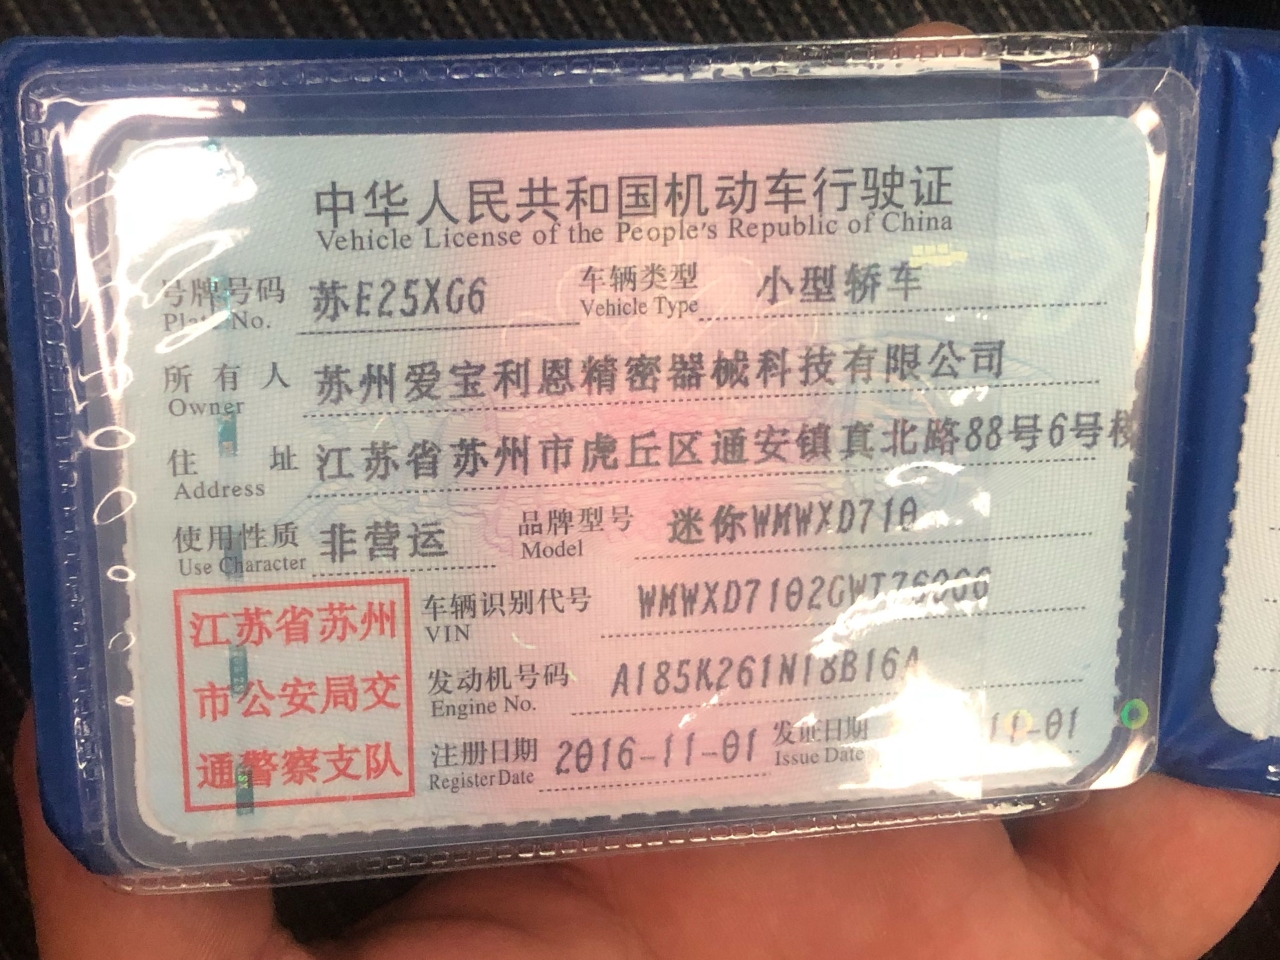 中华人民共和国机动车行驶证
Vehicle License of the People's Republic of China
号牌号码 苏E25XG6 车辆类型 小型轿车
Plate No. Vehicle Type
所有人 苏州爱宝利恩精密器械科技有限公司
Owner
住址 江苏省苏州市虎丘区通安镇真北路88号6号楼
Address
使用性质 非营运 品牌型号 迷你WMWXD710
Use Character Model
江苏省苏州
市公安局交
通警察支队
车辆识别代号
VIN
发动机号码 A185K261N18B16A
Engine No.
注册日期 2016-11-01 发证日期 11-01
Register Date Issue Date